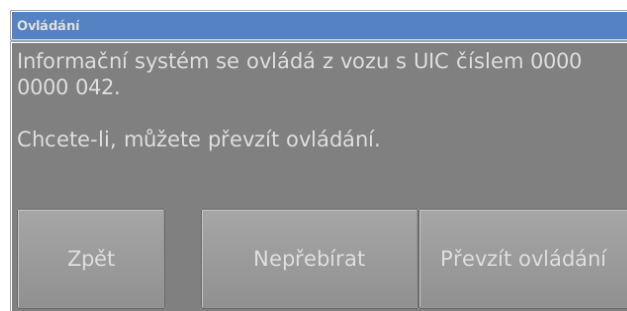 Ovládání
Informační systém se ovládá z vozu s UIC číslem 0000
0000 042.
Chcete-li, můžete převzít ovládání.
Zpět
Nepřebírat
Převzít ovládání